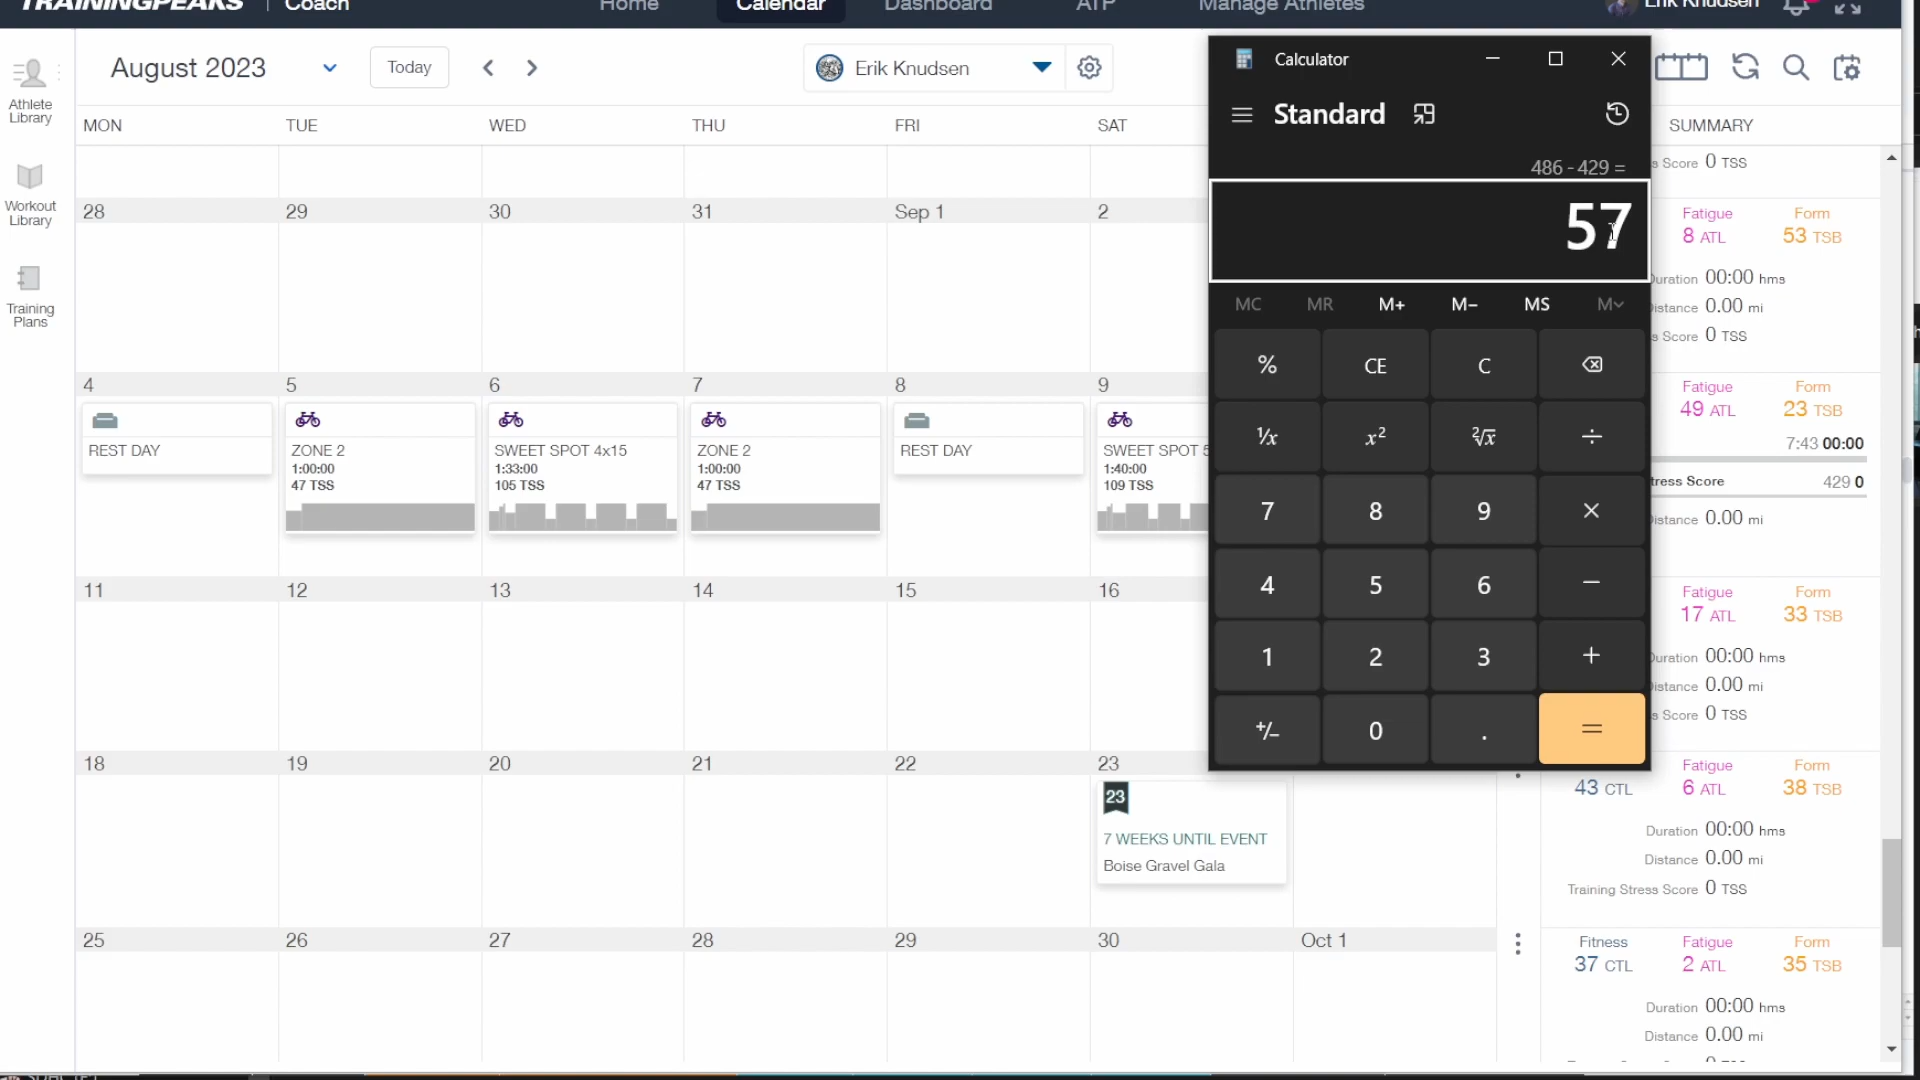 TRAININGPEAKS | Coach
Home
Calendar
Dashboard
ATP
Manage Athletes
Erik Knudsen
August 2023
Today
Erik Knudsen
Athlete
Library
Workout
Library
Training
Plans
MON TUE WED THU FRI SAT SUMMARY
28 29 30 31 Sep 1 2
4 5 6 7 8 9
REST DAY
ZONE 2
1:00:00
47 TSS
SWEET SPOT 4x15
1:33:00
105 TSS
ZONE 2
1:00:00
47 TSS
REST DAY
SWEET SPOT 5
1:40:00
109 TSS
11 12 13 14 15 16
18 19 20 21 22 23
23
7 WEEKS UNTIL EVENT
Boise Gravel Gala
25 26 27 28 29 30 Oct 1
Calculator
Standard
486 - 429 =
57
MC MR M+ M− MS M
% CE C
⅟x x² ²√x ÷
7 8 9 ×
4 5 6 −
1 2 3 +
+/− 0 . =
s Score 0 TSS
Fatigue Form
8 ATL 53 TSB
Duration 00:00 hms
Distance 0.00 mi
s Score 0 TSS
Fatigue Form
49 ATL 23 TSB
7:43 00:00
tress Score 429 0
Distance 0.00 mi
Fatigue Form
17 ATL 33 TSB
Duration 00:00 hms
Distance 0.00 mi
s Score 0 TSS
Fatigue Form
43 CTL 6 ATL 38 TSB
Duration 00:00 hms
Distance 0.00 mi
Training Stress Score 0 TSS
Fitness Fatigue Form
37 CTL 2 ATL 35 TSB
Duration 00:00 hms
Distance 0.00 mi